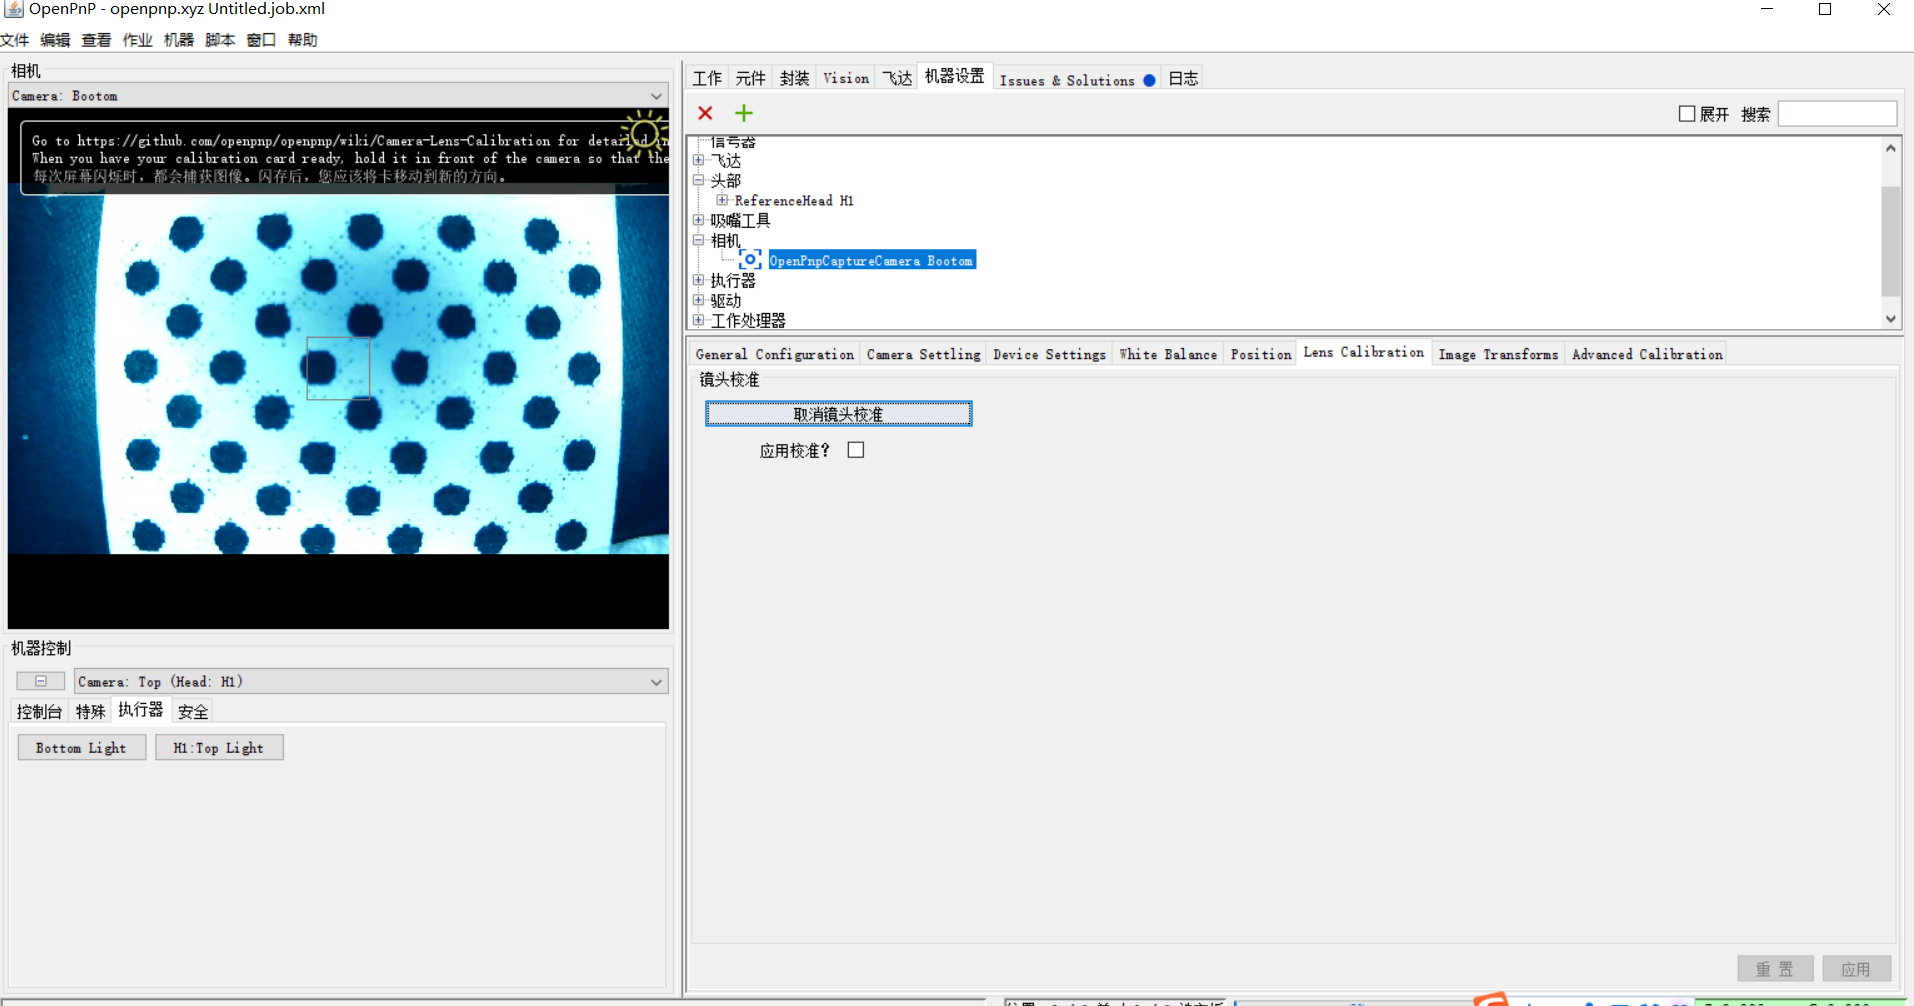 OpenPnP - openpnp.xyz Untitled.job.xml
文件 编辑 查看 作业 机器 脚本 窗口 帮助
相机
Camera: Bootom
Go to https://github.com/openpnp/openpnp/wiki/Camera-Lens-Calibration for detailed in
When you have your calibration card ready, hold it in front of the camera so that the
每次屏幕闪烁时，都会捕获图像。闪存后，您应该将卡移动到新的方向。
机器控制
Camera: Top (Head: H1)
控制台 特殊 执行器 安全
Bottom Light H1:Top Light
工作 元件 封装 Vision 飞达 机器设置 Issues & Solutions 日志
展开 搜索
信号器
飞达
头部
ReferenceHead H1
吸嘴工具
相机
OpenPnpCaptureCamera Bootom
执行器
驱动
工作处理器
General Configuration Camera Settling Device Settings White Balance Position Lens Calibration Image Transforms Advanced Calibration
镜头校准
取消镜头校准
应用校准?
重 置 应用